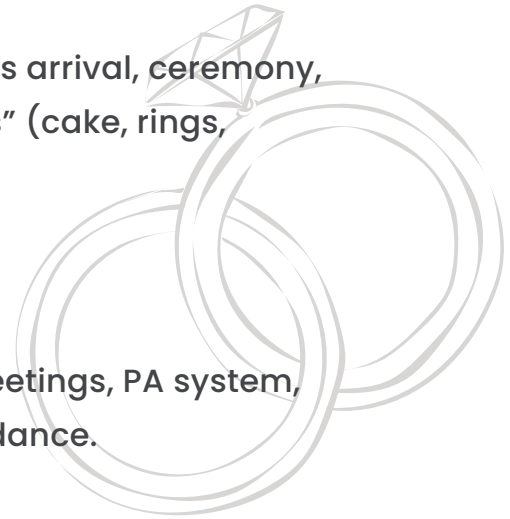 s arrival, ceremony,
s” (cake, rings,
eetings, PA system,
dance.